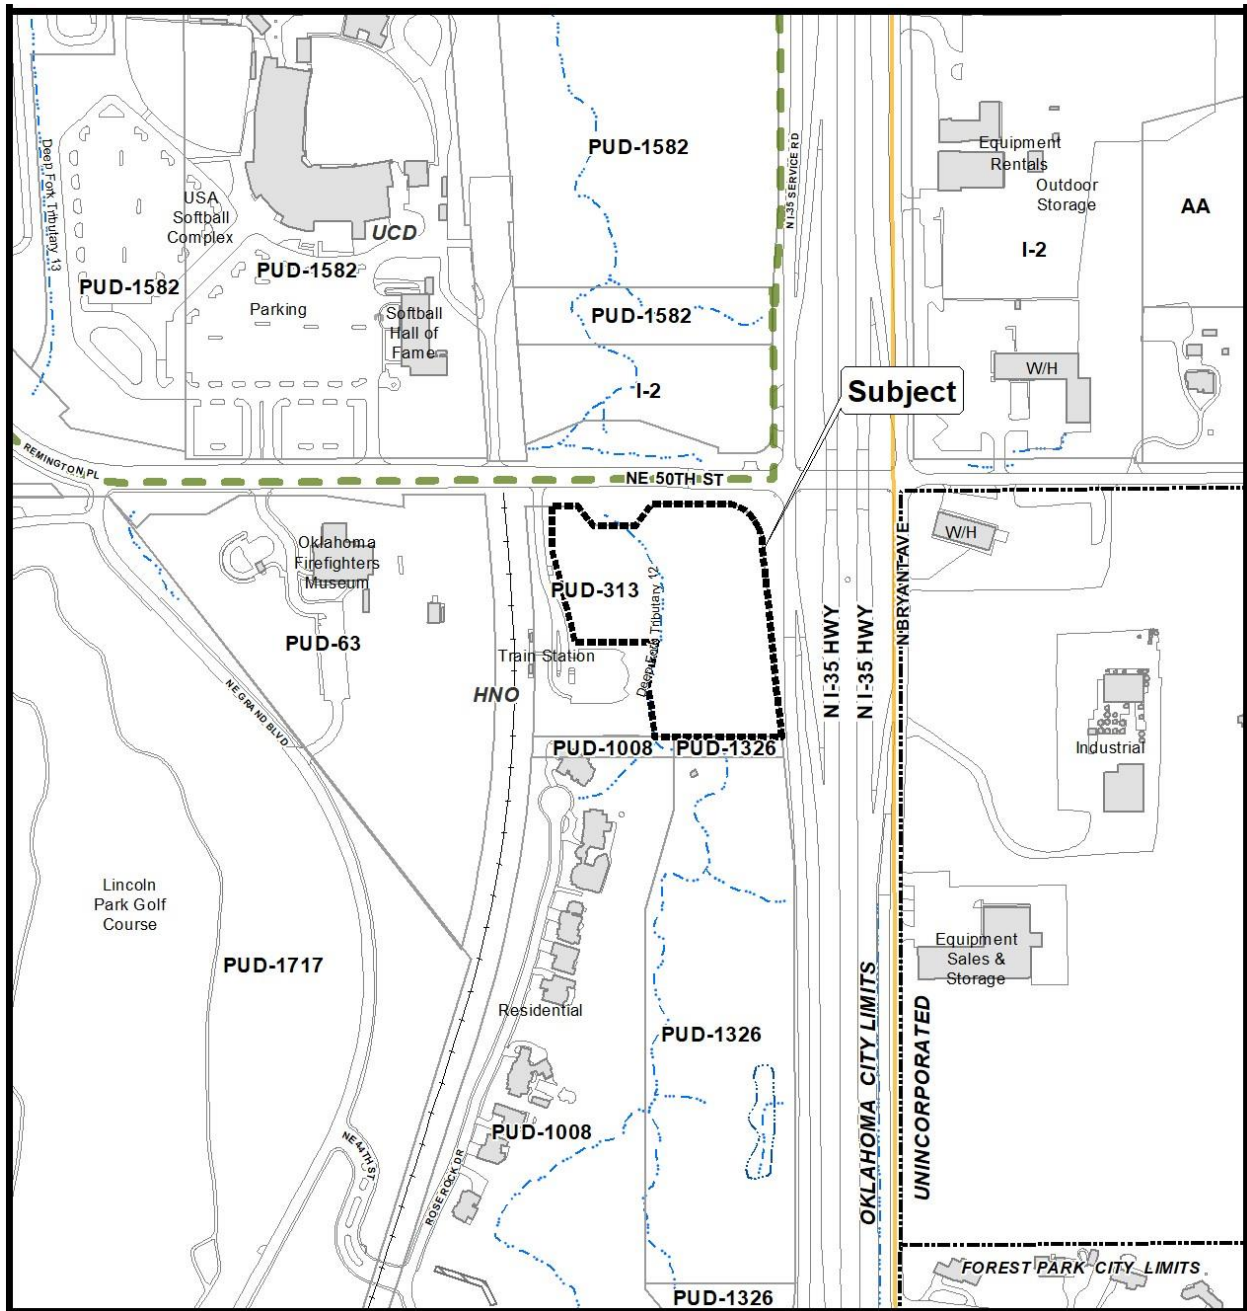 PUD-1582
N I-35 SERVICE RD
Equipment
Rentals
Outdoor
Storage
AA
Deep Fork Tributary 13
USA
Softball
Complex
UCD
I-2
PUD-1582
PUD-1582
Parking
Softball
Hall of
Fame
PUD-1582
W/H
I-2
Subject
REMINGTON PL
NE 50TH ST
Oklahoma
Firefighters
Museum
PUD-63
PUD-313
Deep Fork Tributary 12
Train Station
HNO
N I-35 HWY
N I-35 HWY
N BRYANT AVE
W/H
NE GRAND BLVD
PUD-1008
PUD-1326
Industrial
Lincoln
Park Golf
Course
PUD-1717
Equipment
Sales &
Storage
Residential
PUD-1326
OKLAHOMA CITY LIMITS
UNINCORPORATED
PUD-1008
NE 44TH ST
ROSE ROCK DR
FOREST PARK CITY LIMITS
PUD-1326